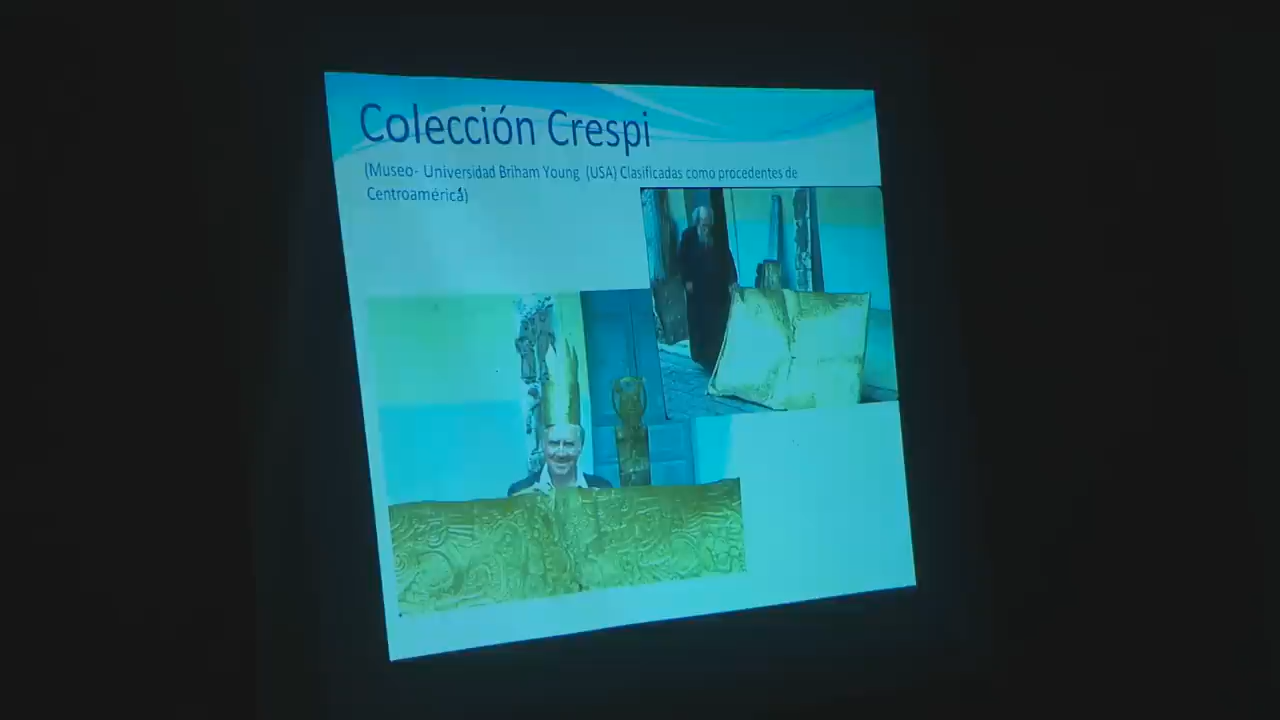 Colección Crespi
(Museo- Universidad Briham Young (USA) Clasificadas como procedentes de
Centroamérica)